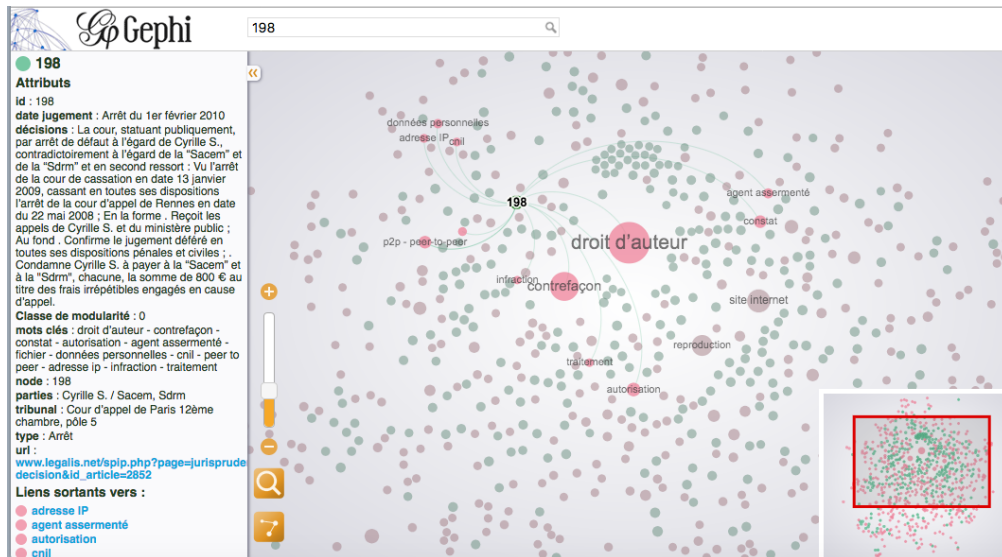 Gephi
198
198
Attributs
id : 198
date jugement : Arrêt du 1er février 2010
décisions : La cour, statuant publiquement,
par arrêt de défaut à l'égard de Cyrille S.,
contradictoirement à l'égard de la "Sacem" et
de la "Sdrm" et en second ressort : Vu l'arrêt
de la cour de cassation en date 13 janvier
2009, cassant en toutes ses dispositions
l'arrêt de la cour d'appel de Rennes en date
du 22 mai 2008 ; En la forme . Reçoit les
appels de Cyrille S. et du ministère public ;
Au fond . Confirme le jugement déféré en
toutes ses dispositions pénales et civiles ; .
Condamne Cyrille S. à payer à la "Sacem" et
à la "Sdrm", chacune, la somme de 800 € au
titre des frais irrépétibles engagés en cause
d'appel.
Classe de modularité : 0
mots clés : droit d'auteur - contrefaçon -
constat - autorisation - agent assermenté -
fichier - données personnelles - cnil - peer to
peer - adresse ip - infraction - traitement
node : 198
parties : Cyrille S. / Sacem, Sdrm
tribunal : Cour d'appel de Paris 12ème
chambre, pôle 5
type : Arrêt
url :
www.legalis.net/spip.php?page=jurisprude
decision&id_article=2852
Liens sortants vers :
adresse IP
agent assermenté
autorisation
cnil
données personnelles
adresse IP
cnil
198
agent assermenté
constat
p2p - peer-to-peer
droit d'auteur
infraction
contrefaçon
site internet
reproduction
traitement
autorisation